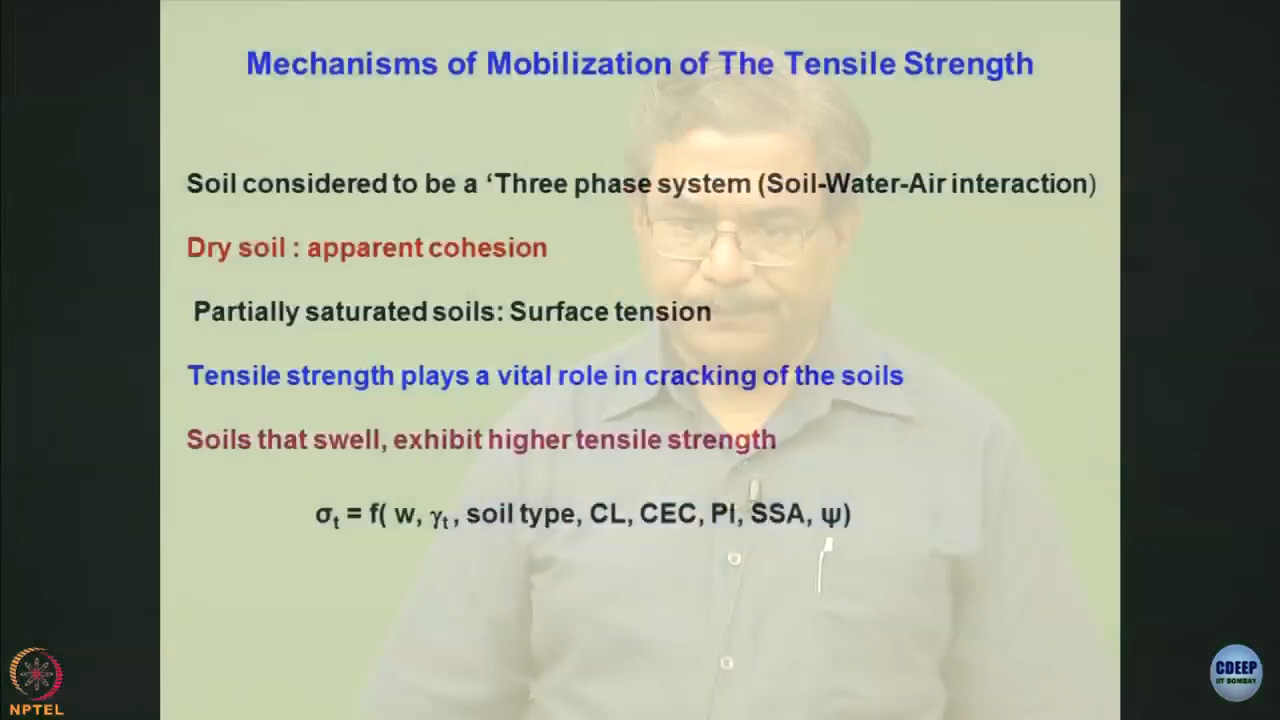 Mechanisms of Mobilization of The Tensile Strength
Soil considered to be a ‘Three phase system (Soil-Water-Air interaction)
Dry soil : apparent cohesion
Partially saturated soils: Surface tension
Tensile strength plays a vital role in cracking of the soils
Soils that swell, exhibit higher tensile strength
σt = f( w, γt , soil type, CL, CEC, PI, SSA, ψ)
NPTEL
CDEEP
IIT BOMBAY